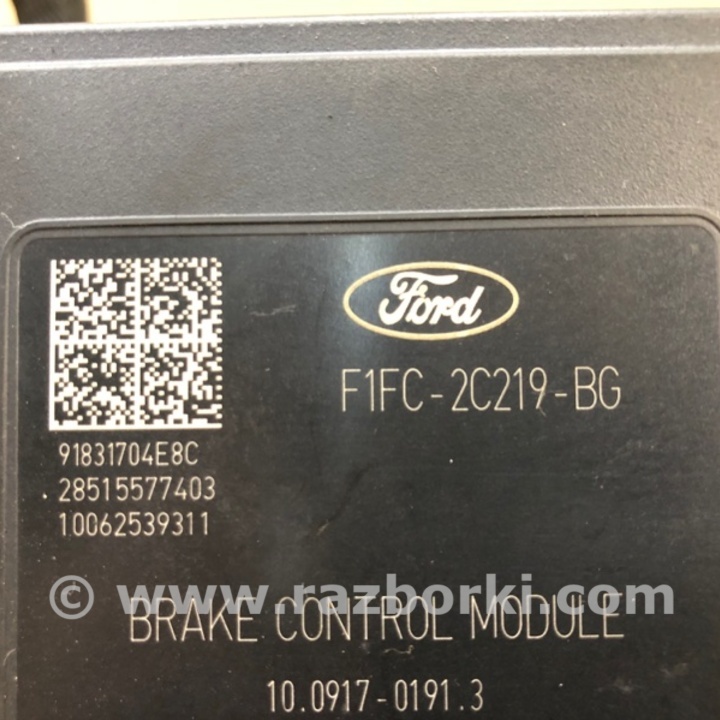 Ford
F1FC-2C219-BG
91831704E8C
28515577403
10062539311
© www.razborki.com
BRAKE CONTROL MODULE
10.0917-0191.3